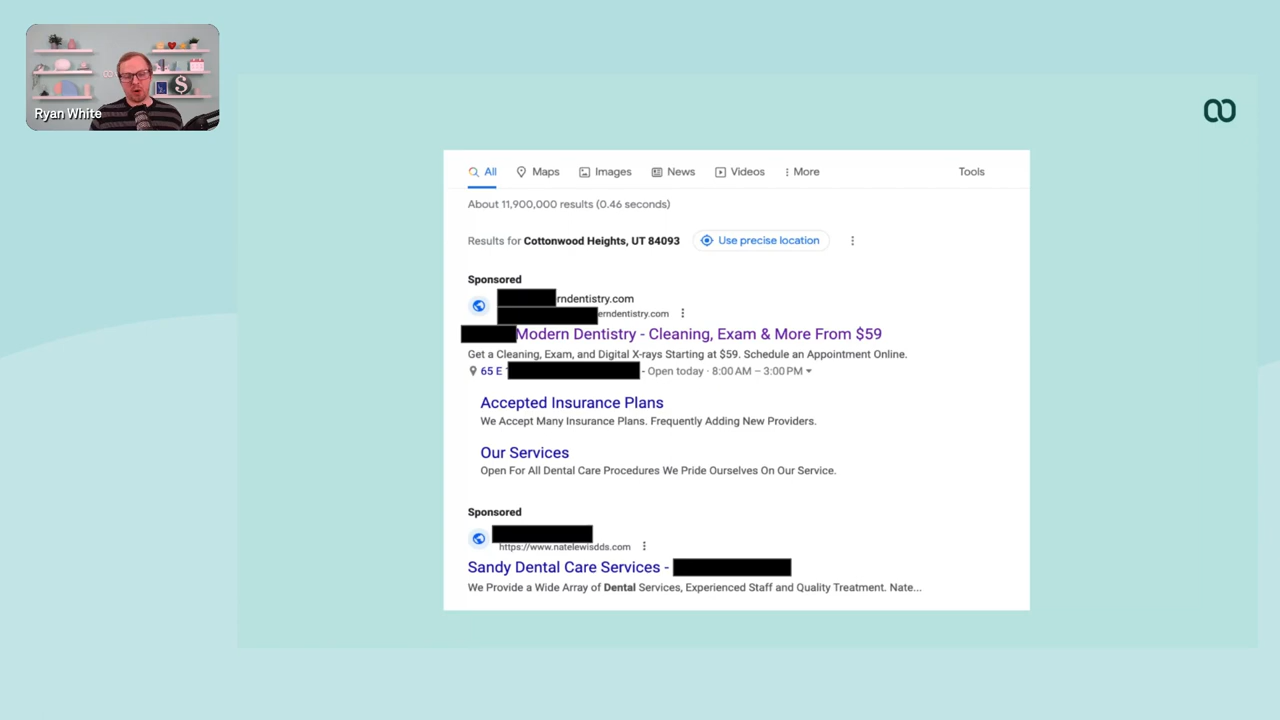 Ryan White
All Maps Images News Videos More Tools
About 11,900,000 results (0.46 seconds)
Results for Cottonwood Heights, UT 84093 Use precise location
Sponsored
rndentistry.com
erndentistry.com
Modern Dentistry - Cleaning, Exam & More From $59
Get a Cleaning, Exam, and Digital X-rays Starting at $59. Schedule an Appointment Online.
65 E - Open today · 8:00 AM – 3:00 PM
Accepted Insurance Plans
We Accept Many Insurance Plans. Frequently Adding New Providers.
Our Services
Open For All Dental Care Procedures We Pride Ourselves On Our Service.
Sponsored
https://www.natelewisdds.com
Sandy Dental Care Services -
We Provide a Wide Array of Dental Services, Experienced Staff and Quality Treatment. Nate...